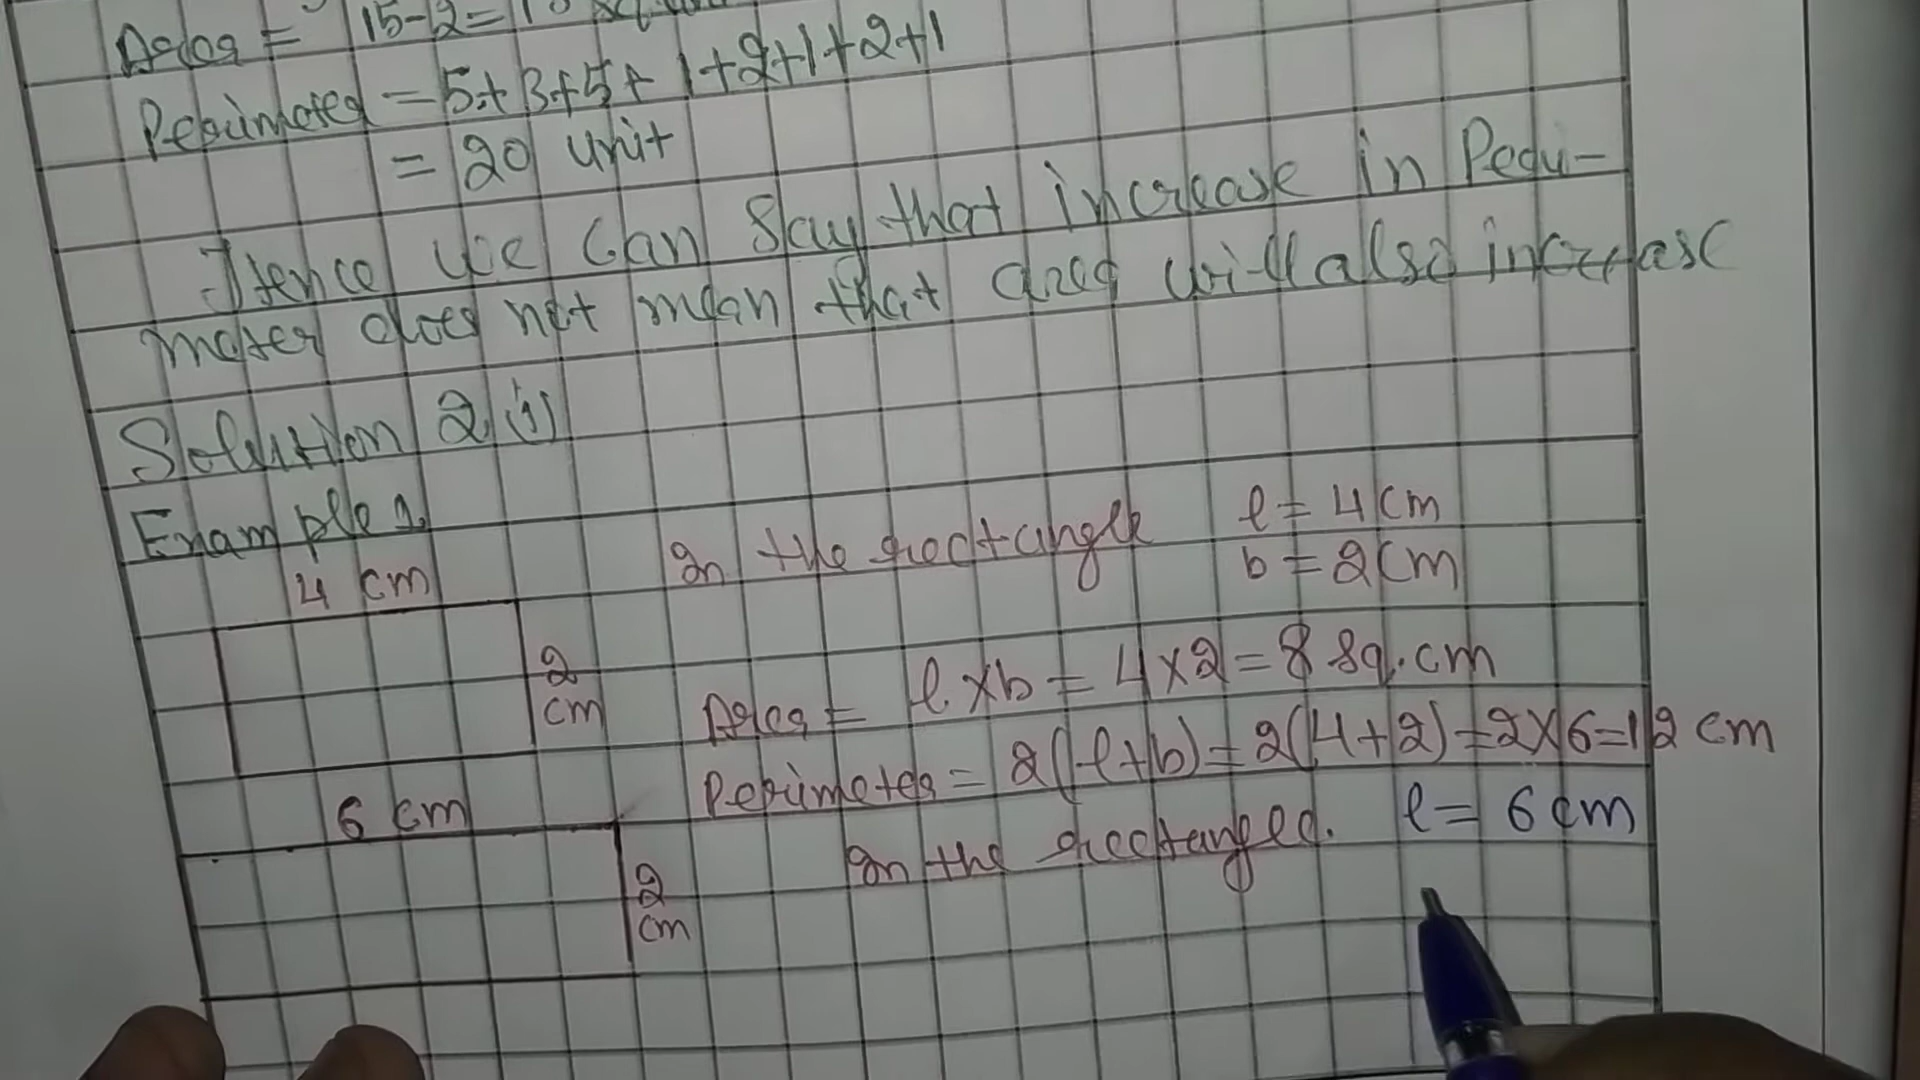 Area = 15-2=13 sq.unit
Perimeter = 5+3+5+1+2+1+2+1
= 20 unit
Hence we can say that increase in Peri-
meter does not mean that area will also increase
Solution 2.(i)
Example 1.
4 cm
In the rectangle l = 4 cm
b = 2 cm
2
cm
Area = l×b = 4×2=8 sq.cm
Perimeter = 2(l+b)=2(4+2)=2×6=12 cm
6 cm
In the rectangle. l = 6 cm
2
cm